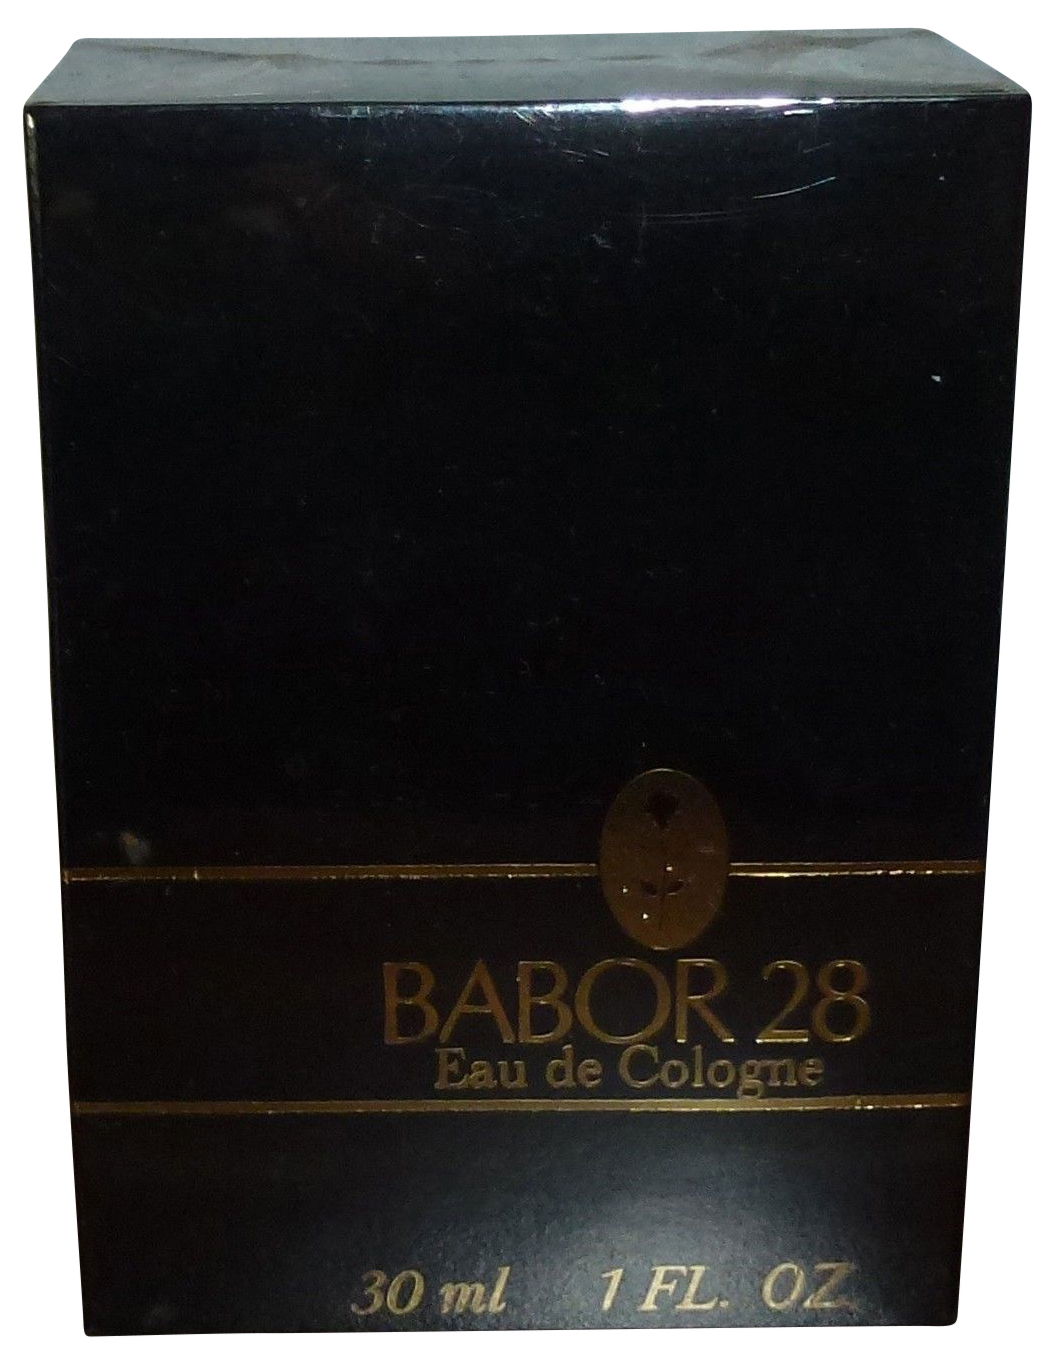 BABOR 28
Eau de Cologne
30 ml 1 FL. OZ.